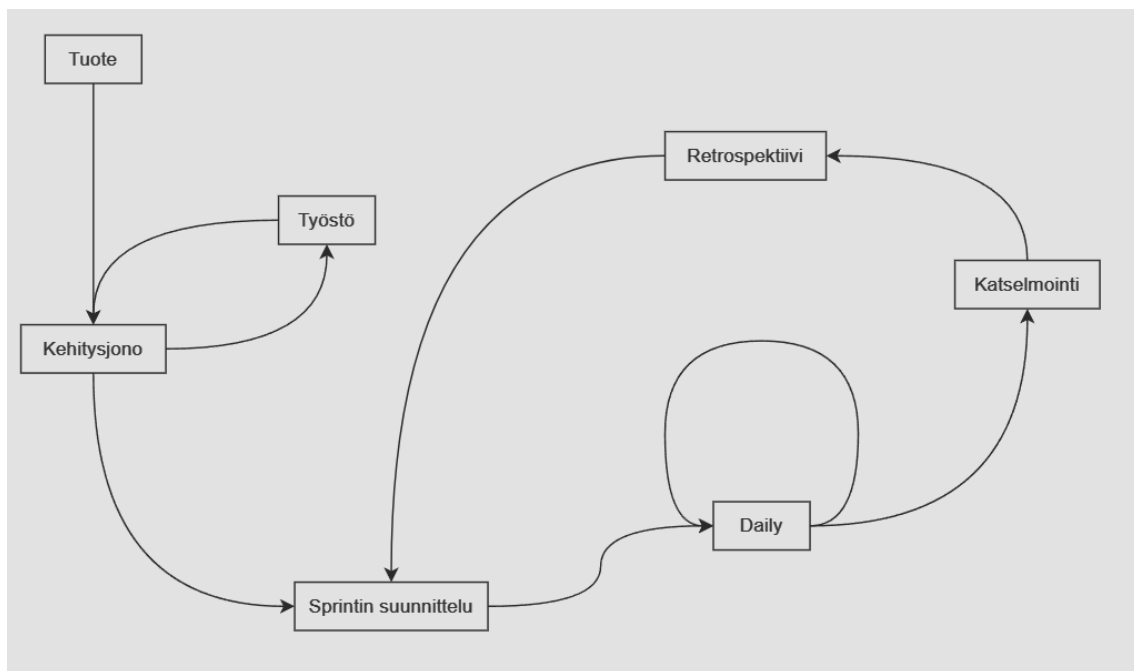 Tuote
Retrospektiivi
Työstö
Katselmointi
Kehitysjono
Daily
Sprintin suunnittelu